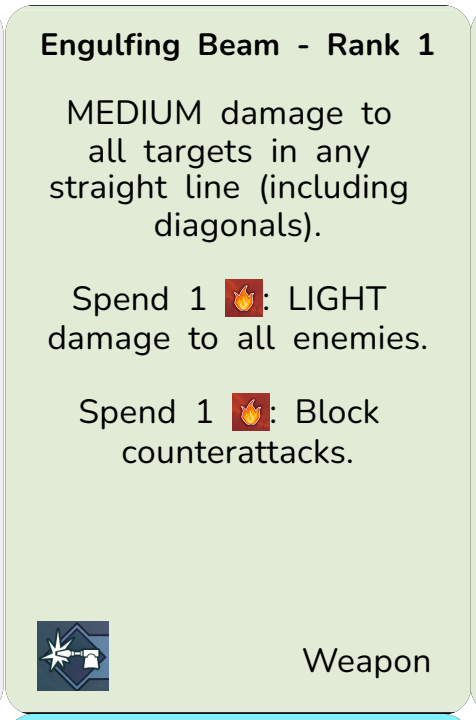 Engulfing Beam - Rank 1
MEDIUM damage to
all targets in any
straight line (including
diagonals).
Spend 1 : LIGHT
damage to all enemies.
Spend 1 : Block
counterattacks.
Weapon